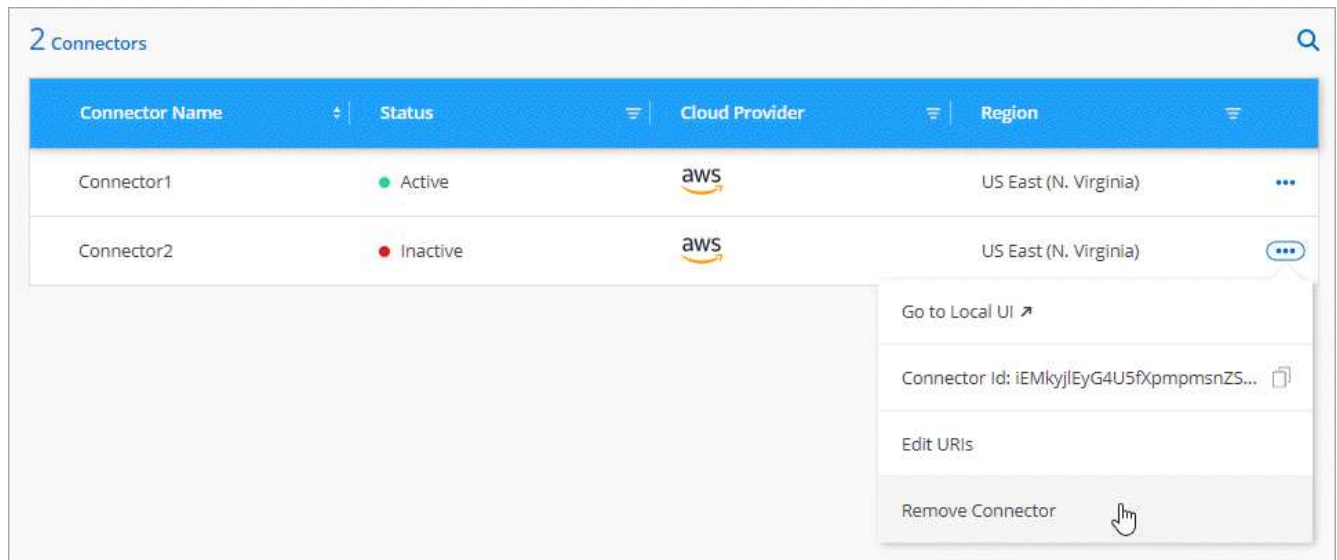 2 Connectors
Connector Name Status Cloud Provider Region
Connector1 Active aws US East (N. Virginia)
Connector2 Inactive aws US East (N. Virginia)
Go to Local UI
Connector Id: iEMkyjlEyG4U5fXpmpmsnZS...
Edit URIs
Remove Connector